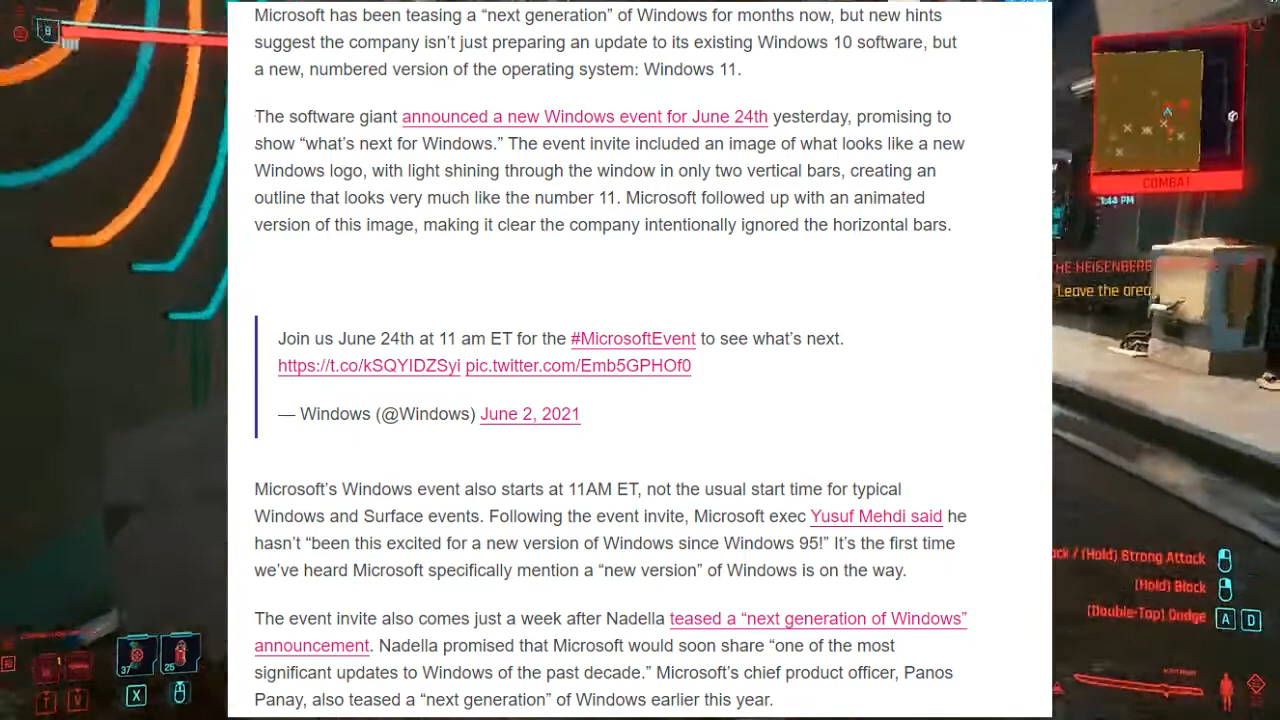 Microsoft has been teasing a “next generation” of Windows for months now, but new hints
suggest the company isn’t just preparing an update to its existing Windows 10 software, but
a new, numbered version of the operating system: Windows 11.
The software giant announced a new Windows event for June 24th yesterday, promising to
show “what’s next for Windows.” The event invite included an image of what looks like a new
Windows logo, with light shining through the window in only two vertical bars, creating an
outline that looks very much like the number 11. Microsoft followed up with an animated
version of this image, making it clear the company intentionally ignored the horizontal bars.
Join us June 24th at 11 am ET for the #MicrosoftEvent to see what’s next.
https://t.co/kSQYIDZSyi pic.twitter.com/Emb5GPHOf0
— Windows (@Windows) June 2, 2021
Microsoft’s Windows event also starts at 11AM ET, not the usual start time for typical
Windows and Surface events. Following the event invite, Microsoft exec Yusuf Mehdi said he
hasn’t “been this excited for a new version of Windows since Windows 95!” It’s the first time
we’ve heard Microsoft specifically mention a “new version” of Windows is on the way.
The event invite also comes just a week after Nadella teased a “next generation of Windows”
announcement. Nadella promised that Microsoft would soon share “one of the most
significant updates to Windows of the past decade.” Microsoft’s chief product officer, Panos
Panay, also teased a “next generation” of Windows earlier this year.
COMBAT
1:44 PM
THE HEISENBERG
Leave the area
ack / (Hold) Strong Attack
(Hold) Block
(Double-Tap) Dodge A D
37
25
X
T V